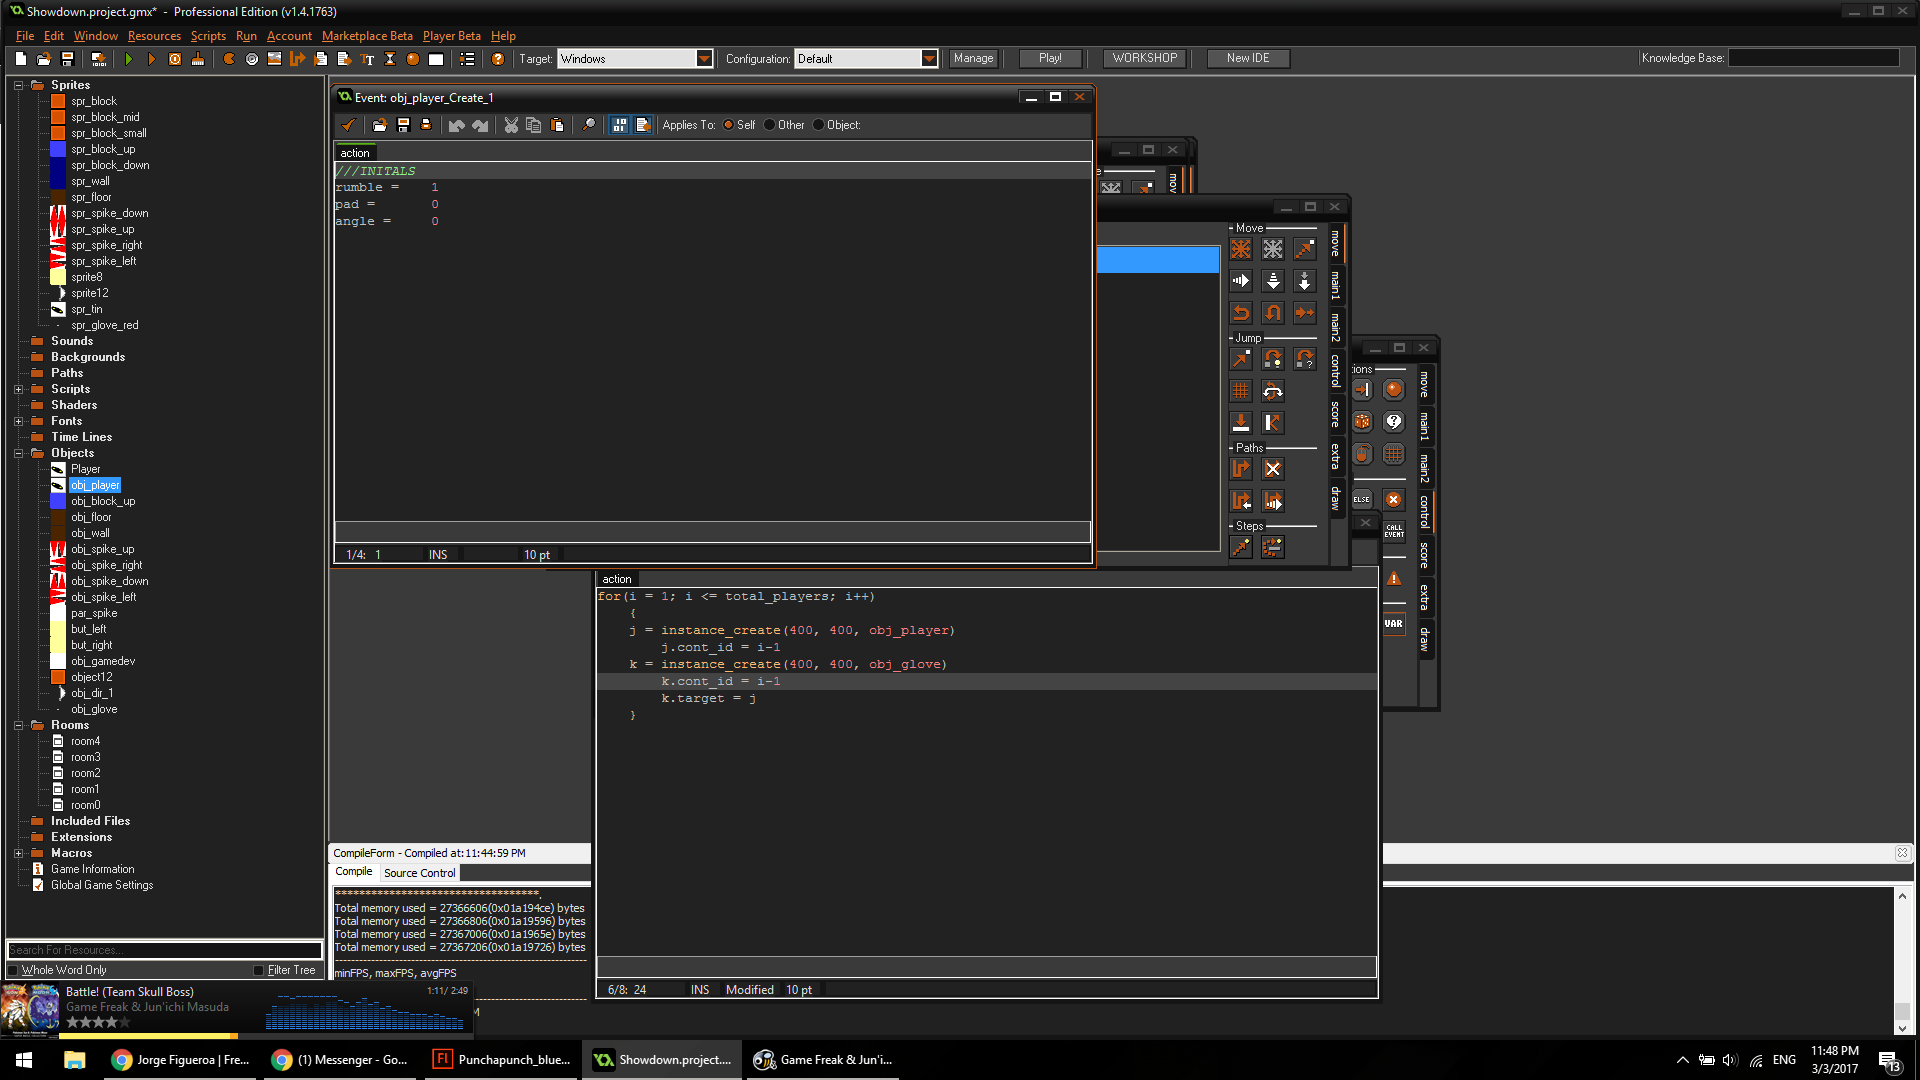 Showdown.project.gmx* - Professional Edition (v1.4.1763)
File Edit Window Resources Scripts Run Account Marketplace Beta Player Beta Help
Target: Windows Configuration: Default Manage Play! WORKSHOP New IDE Knowledge Base:
Sprites
spr_block
spr_block_mid
spr_block_small
spr_block_up
spr_block_down
spr_wall
spr_floor
spr_spike_down
spr_spike_up
spr_spike_right
spr_spike_left
sprite8
sprite12
spr_tin
spr_glove_red
Sounds
Backgrounds
Paths
Scripts
Shaders
Fonts
Time Lines
Objects
Player
obj_player
obj_block_up
obj_floor
obj_wall
obj_spike_up
obj_spike_right
obj_spike_down
obj_spike_left
par_spike
but_left
but_right
obj_gamedev
object12
obj_dir_1
obj_glove
Rooms
room4
room3
room2
room1
room0
Included Files
Extensions
Macros
Game Information
Global Game Settings
Search For Resources...
Whole Word Only Filter Tree
Event: obj_player_Create_1
Applies To: Self Other Object:
action
///INITALS
rumble = 1
pad = 0
angle = 0
1/4: 1 INS 10 pt
move
Move
Jump
Paths
Steps
move
main1
main2
control
score
extra
draw
tions
ELSE
CALL EVENT
VAR
move
main1
main2
control
score
extra
draw
action
for(i = 1; i <= total_players; i++)
{
j = instance_create(400, 400, obj_player)
j.cont_id = i-1
k = instance_create(400, 400, obj_glove)
k.cont_id = i-1
k.target = j
}
6/8: 24 INS Modified 10 pt
CompileForm - Compiled at:11:44:59 PM
Compile Source Control
Total memory used = 27366606(0x01a194ce) bytes
Total memory used = 27366806(0x01a19596) bytes
Total memory used = 27367006(0x01a1965e) bytes
Total memory used = 27367206(0x01a19726) bytes
minFPS, maxFPS, avgFPS
Battle! (Team Skull Boss) 1:11/ 2:49
Game Freak & Jun'ichi Masuda
Jorge Figueroa | Fre...
(1) Messenger - Go...
Punchapunch_blue...
Showdown.project....
Game Freak & Jun'i...
ENG
11:48 PM
3/3/2017
13